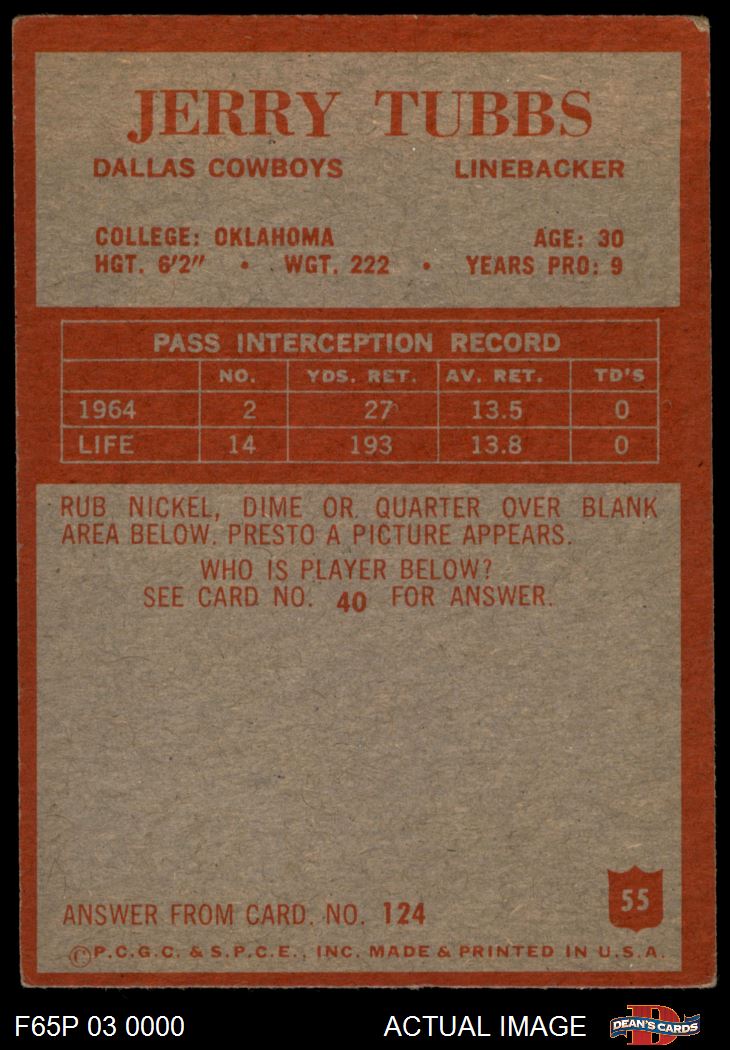 JERRY TUBBS
DALLAS COWBOYS LINEBACKER
COLLEGE: OKLAHOMA AGE: 30
HGT. 6'2" • WGT. 222 • YEARS PRO: 9
PASS INTERCEPTION RECORD
NO. YDS. RET. AV. RET. TD'S
1964 2 27 13.5 0
LIFE 14 193 13.8 0
RUB NICKEL, DIME OR QUARTER OVER BLANK
AREA BELOW. PRESTO A PICTURE APPEARS.
WHO IS PLAYER BELOW?
SEE CARD NO. 40 FOR ANSWER.
55
ANSWER FROM CARD. NO. 124
©P.C.G.C. & S.P.C.E., INC. MADE & PRINTED IN U.S.A.
F65P 03 0000 ACTUAL IMAGE
D
DEAN'S CARDS